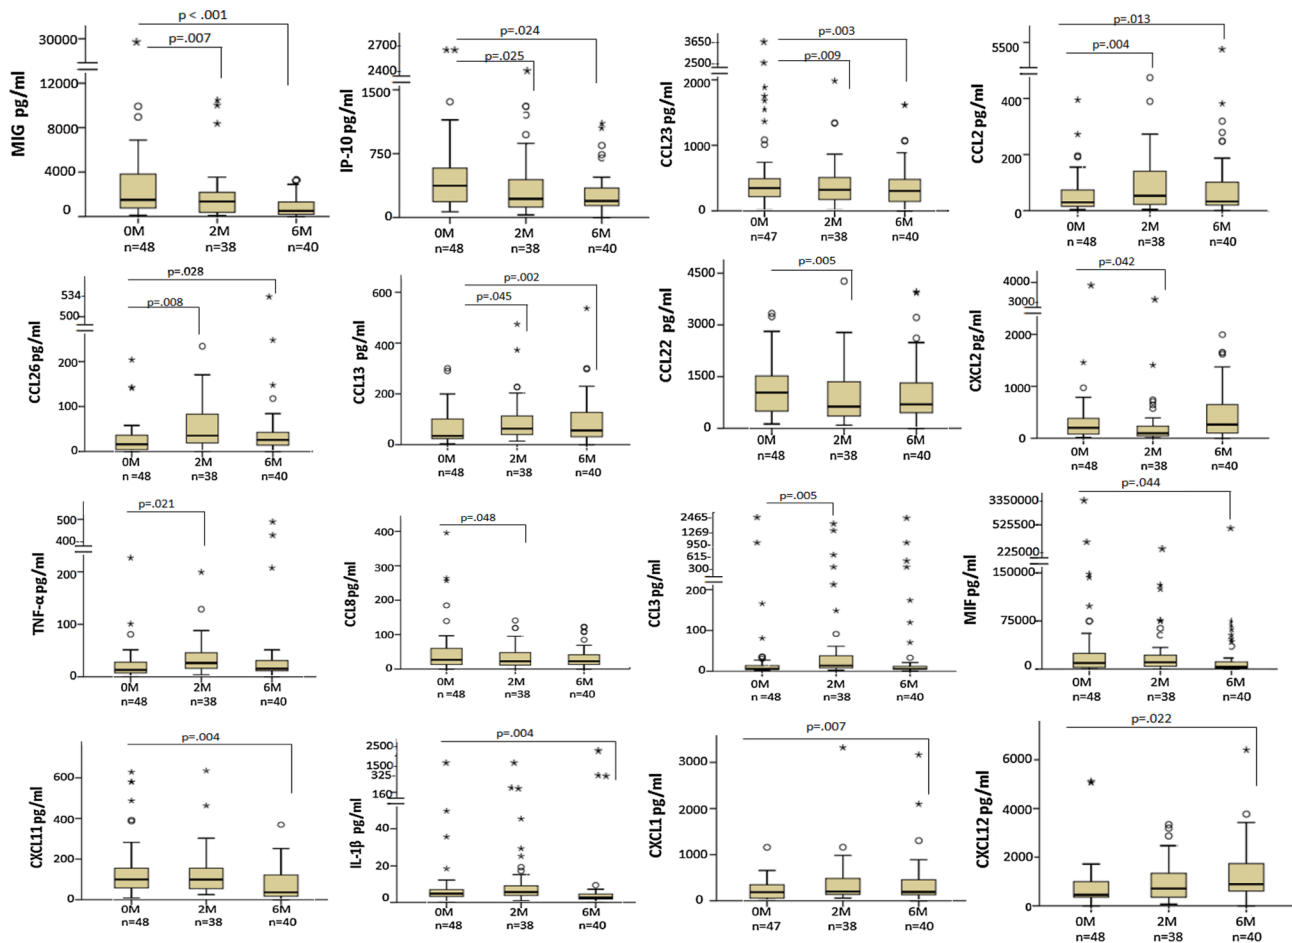 p < .001
p=.007
30000
12000
8000
4000
0
MIG pg/ml
0M 2M 6M
n=48 n=38 n=40
p=.024
p=.025
2700
2400
1500
750
0
IP-10 pg/ml
0M 2M 6M
n=48 n=38 n=40
p=.003
p=.009
3650
2500
2000
1000
0
CCL23 pg/ml
0M 2M 6M
n=47 n=38 n=40
p=.013
p=.004
5500
400
200
0
CCL2 pg/ml
0M 2M 6M
n=48 n=38 n=40
p=.028
p=.008
534
500
200
100
0
CCL26 pg/ml
0M 2M 6M
n =48 n=38 n=40
p=.002
p=.045
600
400
200
0
CCL13 pg/ml
0M 2M 6M
n=48 n=38 n=40
p=.005
4500
3000
1500
0
CCL22 pg/ml
0M 2M 6M
n=48 n=38 n=40
p=.042
4000
3000
2000
1000
0
CXCL2 pg/ml
0M 2M 6M
n=48 n=38 n=40
p=.021
500
400
200
100
0
TNF-α pg/ml
0M 2M 6M
n=48 n=38 n=40
p=.048
400
300
200
100
0
CCL8 pg/ml
0M 2M 6M
n=48 n=38 n=40
p=.005
2465
1269
950
615
300
200
100
0
CCL3 pg/ml
0M 2M 6M
n=48 n=38 n=40
p=.044
3350000
525500
225000
150000
75000
0
MIF pg/ml
0M 2M 6M
n=48 n=38 n=40
p=.004
600
400
200
0
CXCL11 pg/ml
0M 2M 6M
n=48 n=38 n=40
p=.004
2500
1500
325
160
40
20
0
IL-1β pg/ml
0M 2M 6M
n=48 n=38 n=40
p=.007
3000
2000
1000
0
CXCL1 pg/ml
0M 2M 6M
n=47 n=38 n=40
p=.022
6000
4000
2000
0
CXCL12 pg/ml
0M 2M 6M
n=48 n=38 n=40